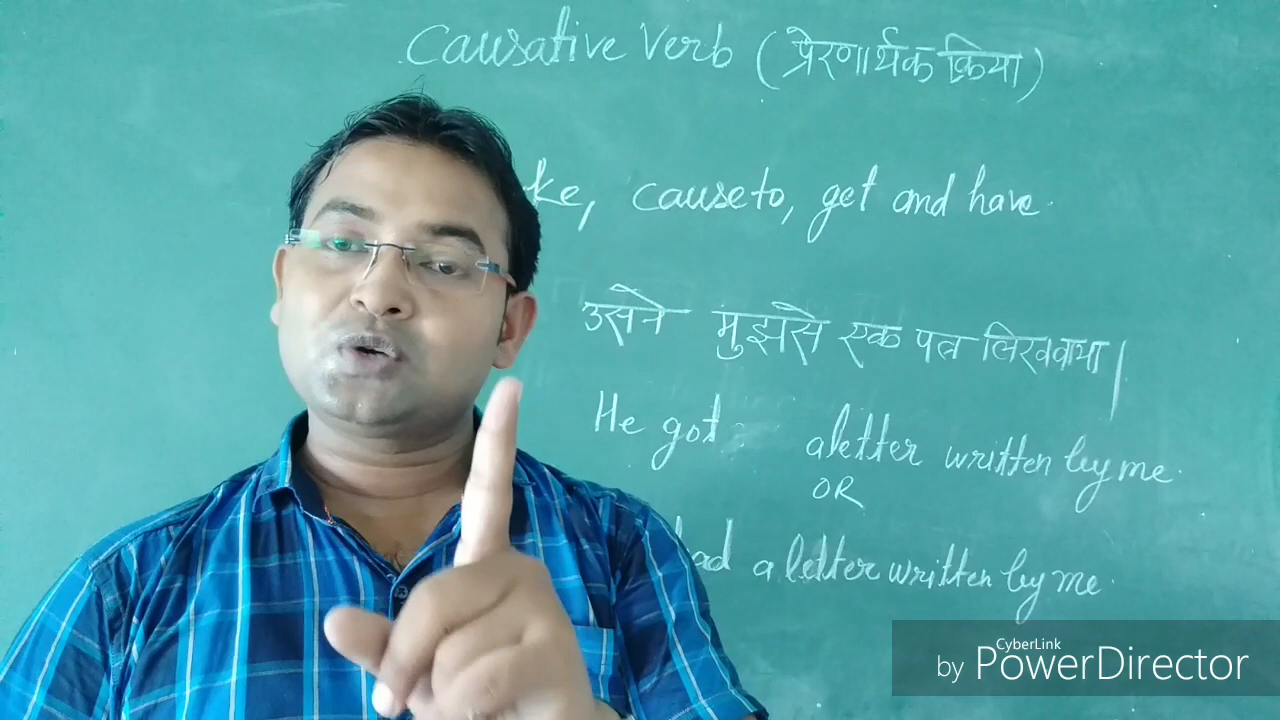 Causative Verb (प्रेरणार्थक क्रिया)
ke, cause to, get and have.
उसने मुझसे एक पत्र लिखवाया|
He got a letter written by me.
OR
ad a letter written by me.
CyberLink
by PowerDirector